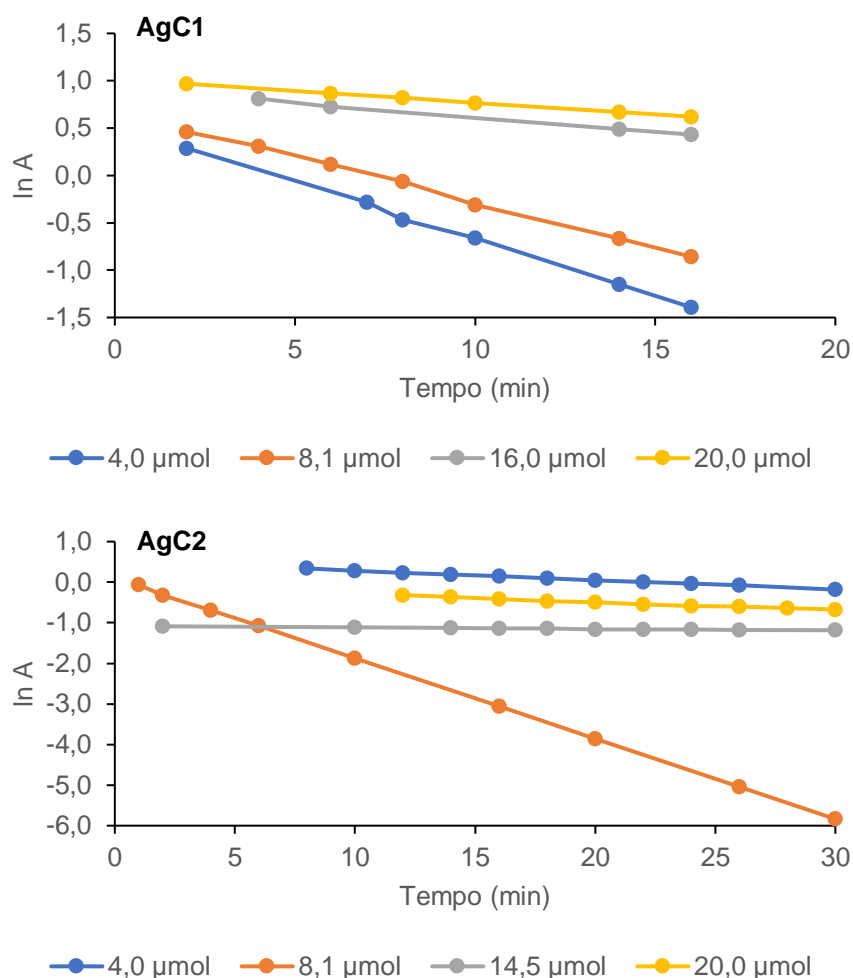 AgC1
1,5
1,0
0,5
0,0
-0,5
-1,0
-1,5
ln A
0 5 10 15 20
Tempo (min)
4,0 µmol 8,1 µmol 16,0 µmol 20,0 µmol
AgC2
1,0
0,0
-1,0
-2,0
-3,0
-4,0
-5,0
-6,0
ln A
0 5 10 15 20 25 30
Tempo (min)
4,0 µmol 8,1 µmol 14,5 µmol 20,0 µmol